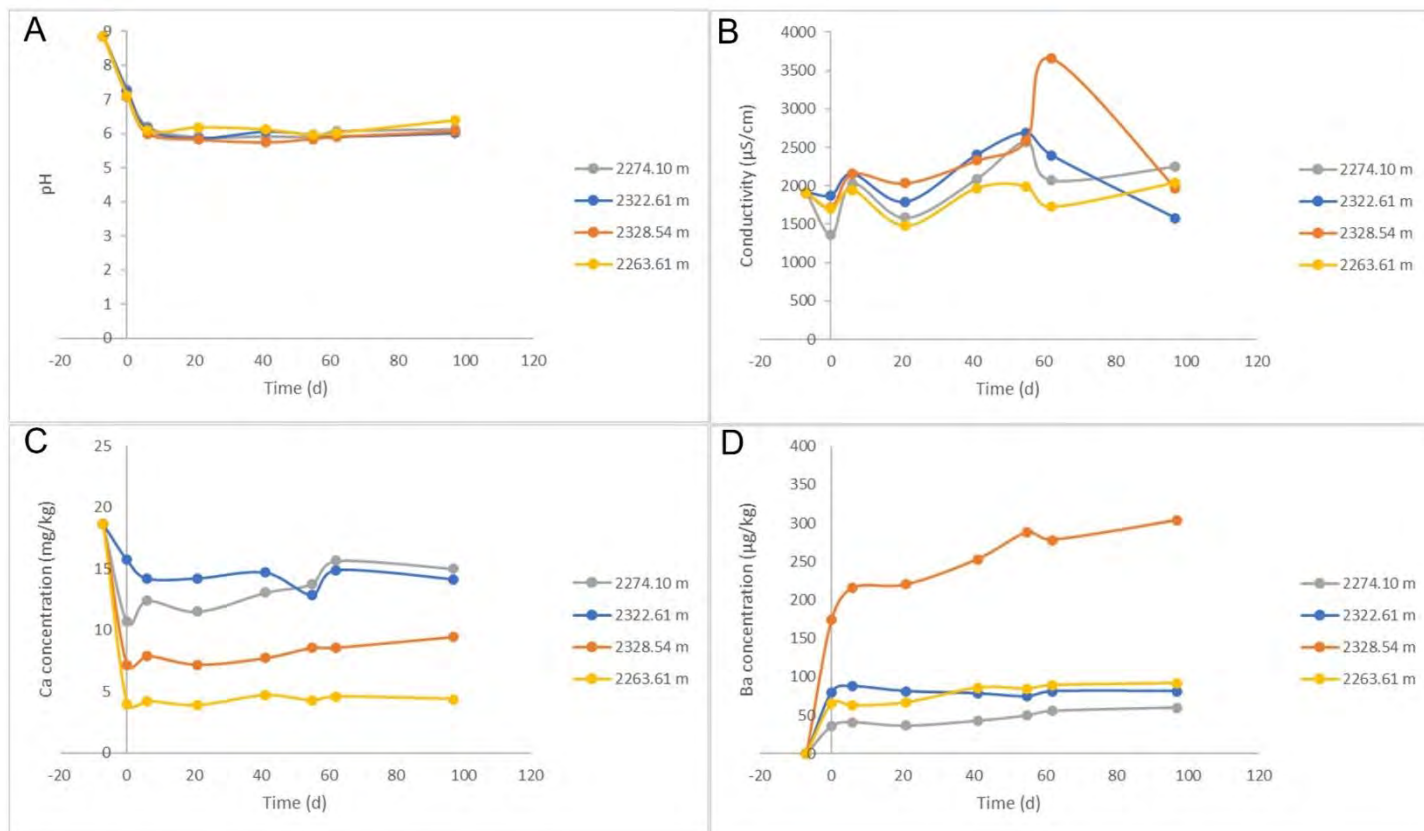 A
9
8
7
6
5
4
3
2
1
0
pH
-20 0 20 40 60 80 100 120
Time (d)
2274.10 m
2322.61 m
2328.54 m
2263.61 m
B
4000
3500
3000
2500
2000
1500
1000
500
0
Conductivity (µS/cm)
-20 0 20 40 60 80 100 120
Time (d)
2274.10 m
2322.61 m
2328.54 m
2263.61 m
C
25
20
15
10
5
0
Ca concentration (mg/kg)
-20 0 20 40 60 80 100 120
Time (d)
2274.10 m
2322.61 m
2328.54 m
2263.61 m
D
400
350
300
250
200
150
100
50
0
Ba concentration (µg/kg)
-20 0 20 40 60 80 100 120
Time (d)
2274.10 m
2322.61 m
2328.54 m
2263.61 m